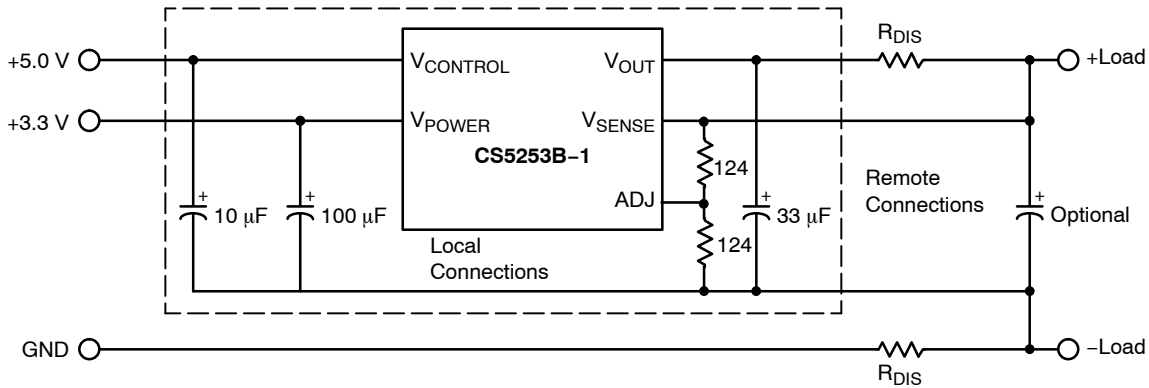 R_DIS
+5.0 V
V_CONTROL
V_OUT
+Load
+3.3 V
V_POWER
V_SENSE
CS5253B−1
124
ADJ
Remote
Connections
+
10 μF
+
100 μF
+
33 μF
+
Optional
Local
Connections
124
GND
−Load
R_DIS